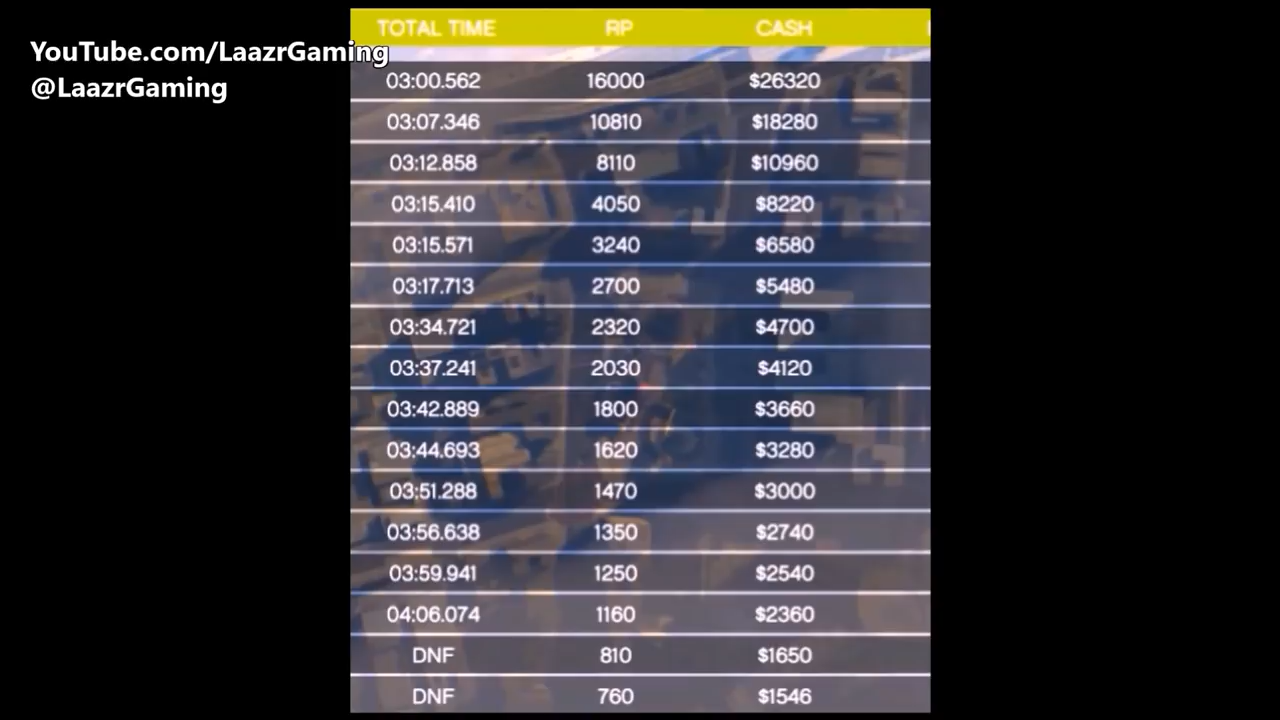 YouTube.com/LaazrGaming
@LaazrGaming
TOTAL TIME RP CASH
03:00.562 16000 $26320
03:07.346 10810 $18280
03:12.858 8110 $10960
03:15.410 4050 $8220
03:15.571 3240 $6580
03:17.713 2700 $5480
03:34.721 2320 $4700
03:37.241 2030 $4120
03:42.889 1800 $3660
03:44.693 1620 $3280
03:51.288 1470 $3000
03:56.638 1350 $2740
03:59.941 1250 $2540
04:06.074 1160 $2360
DNF 810 $1650
DNF 760 $1546